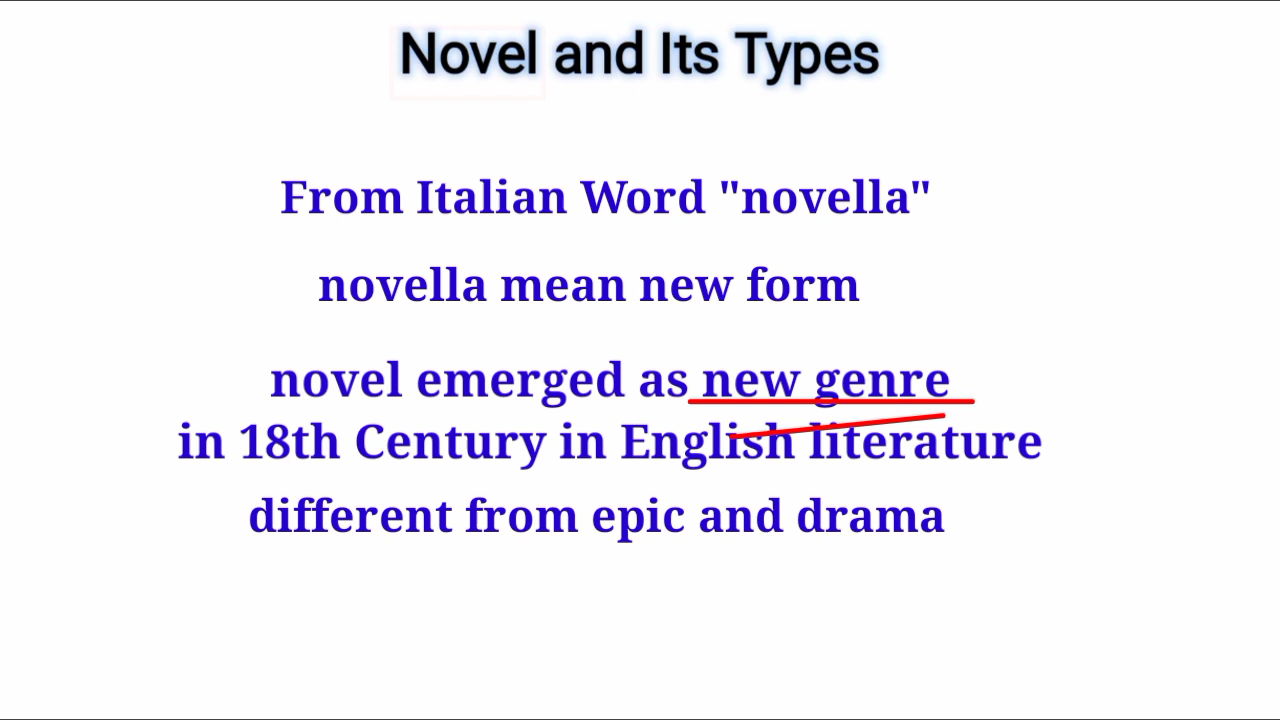 Novel and Its Types
From Italian Word "novella"
novella mean new form
novel emerged as new genre
in 18th Century in English literature
different from epic and drama